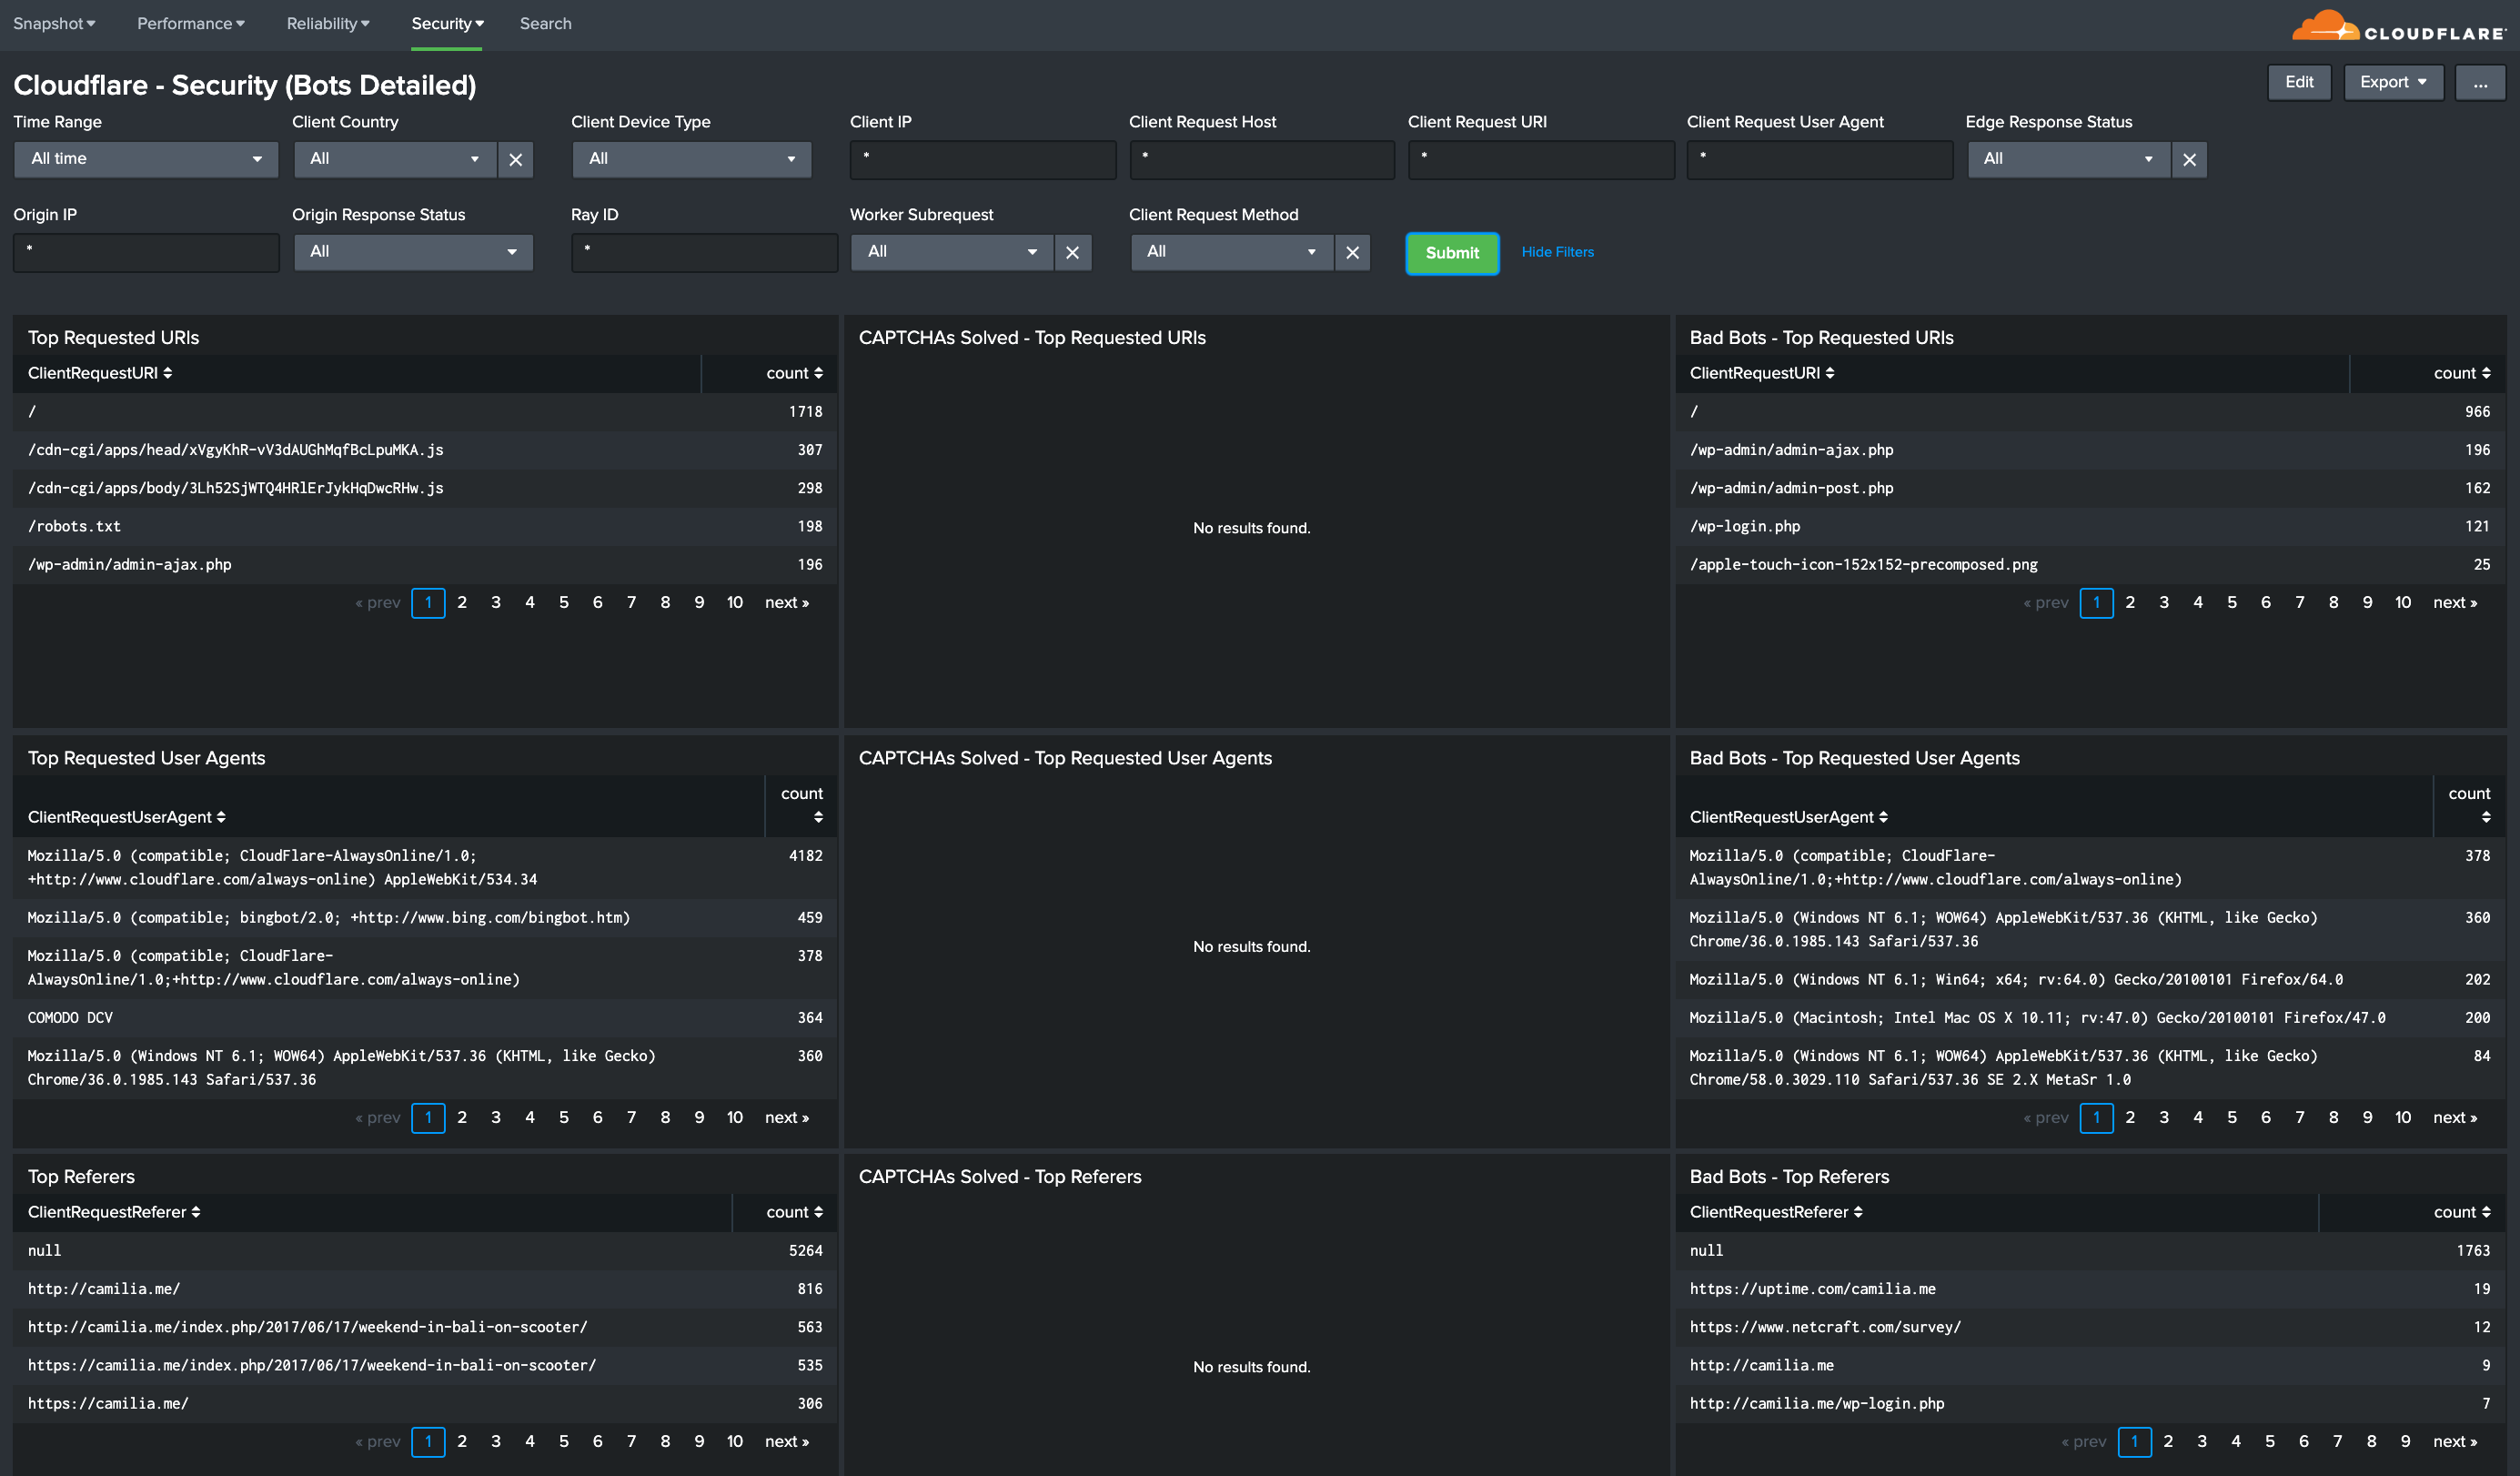 Snapshot Performance Reliability Security Search
CLOUDFLARE
Cloudflare - Security (Bots Detailed)
Edit Export ...
Time Range Client Country Client Device Type Client IP Client Request Host Client Request URI Client Request User Agent Edge Response Status
All time All All * * * * All
Origin IP Origin Response Status Ray ID Worker Subrequest Client Request Method
* All * All All Submit Hide Filters
Top Requested URIs
ClientRequestURI count
/ 1718
/cdn-cgi/apps/head/xVgyKhR-vV3dAUGhMqfBcLpuMKA.js 307
/cdn-cgi/apps/body/3Lh52SjWTQ4HRlErJykHqDwcRHw.js 298
/robots.txt 198
/wp-admin/admin-ajax.php 196
« prev 1 2 3 4 5 6 7 8 9 10 next »
CAPTCHAs Solved - Top Requested URIs
No results found.
Bad Bots - Top Requested URIs
ClientRequestURI count
/ 966
/wp-admin/admin-ajax.php 196
/wp-admin/admin-post.php 162
/wp-login.php 121
/apple-touch-icon-152x152-precomposed.png 25
« prev 1 2 3 4 5 6 7 8 9 10 next »
Top Requested User Agents
count
ClientRequestUserAgent
Mozilla/5.0 (compatible; CloudFlare-AlwaysOnline/1.0; 4182
+http://www.cloudflare.com/always-online) AppleWebKit/534.34
Mozilla/5.0 (compatible; bingbot/2.0; +http://www.bing.com/bingbot.htm) 459
Mozilla/5.0 (compatible; CloudFlare- 378
AlwaysOnline/1.0;+http://www.cloudflare.com/always-online)
COMODO DCV 364
Mozilla/5.0 (Windows NT 6.1; WOW64) AppleWebKit/537.36 (KHTML, like Gecko) 360
Chrome/36.0.1985.143 Safari/537.36
« prev 1 2 3 4 5 6 7 8 9 10 next »
CAPTCHAs Solved - Top Requested User Agents
No results found.
Bad Bots - Top Requested User Agents
count
ClientRequestUserAgent
Mozilla/5.0 (compatible; CloudFlare- 378
AlwaysOnline/1.0;+http://www.cloudflare.com/always-online)
Mozilla/5.0 (Windows NT 6.1; WOW64) AppleWebKit/537.36 (KHTML, like Gecko) 360
Chrome/36.0.1985.143 Safari/537.36
Mozilla/5.0 (Windows NT 6.1; Win64; x64; rv:64.0) Gecko/20100101 Firefox/64.0 202
Mozilla/5.0 (Macintosh; Intel Mac OS X 10.11; rv:47.0) Gecko/20100101 Firefox/47.0 200
Mozilla/5.0 (Windows NT 6.1; WOW64) AppleWebKit/537.36 (KHTML, like Gecko) 84
Chrome/58.0.3029.110 Safari/537.36 SE 2.X MetaSr 1.0
« prev 1 2 3 4 5 6 7 8 9 10 next »
Top Referers
ClientRequestReferer count
null 5264
http://camilia.me/ 816
http://camilia.me/index.php/2017/06/17/weekend-in-bali-on-scooter/ 563
https://camilia.me/index.php/2017/06/17/weekend-in-bali-on-scooter/ 535
https://camilia.me/ 306
« prev 1 2 3 4 5 6 7 8 9 10 next »
CAPTCHAs Solved - Top Referers
No results found.
Bad Bots - Top Referers
ClientRequestReferer count
null 1763
https://uptime.com/camilia.me 19
https://www.netcraft.com/survey/ 12
http://camilia.me 9
http://camilia.me/wp-login.php 7
« prev 1 2 3 4 5 6 7 8 9 next »